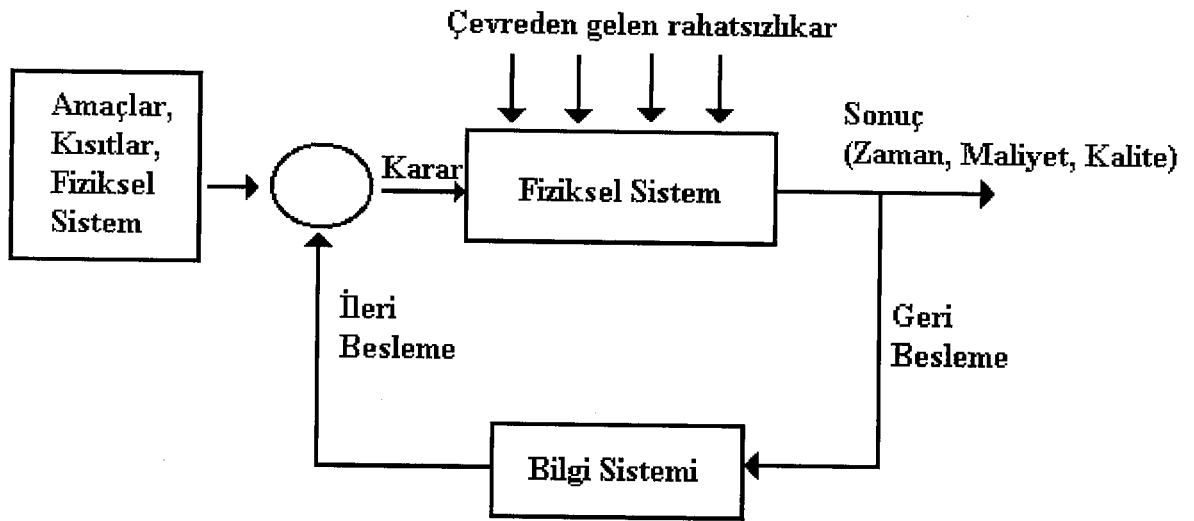 Çevreden gelen rahatsızlıkar
Amaçlar,
Kısıtlar,
Fiziksel
Sistem
Karar
Fiziksel Sistem
Sonuç
(Zaman, Maliyet, Kalite)
İleri
Besleme
Geri
Besleme
Bilgi Sistemi